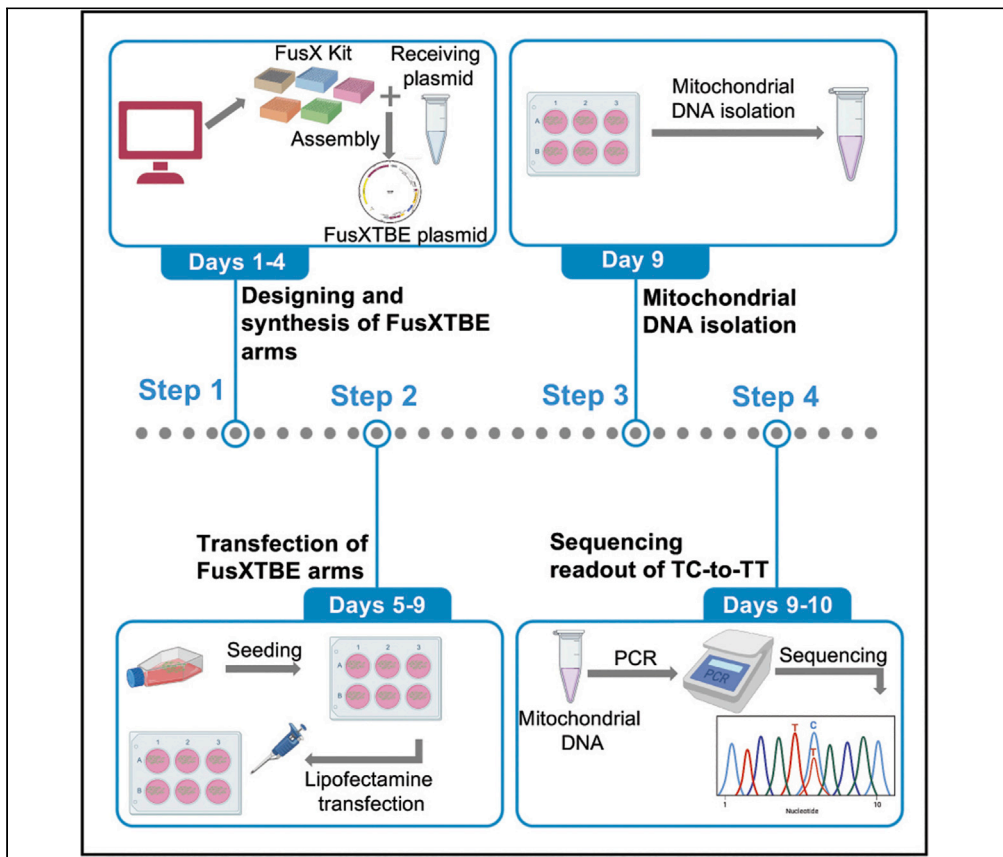 FusX Kit
Receiving
plasmid
Assembly
FusXTBE plasmid
Days 1-4
Designing and
synthesis of FusXTBE
arms
Mitochondrial
DNA isolation
1 2 3
A
B
Day 9
Mitochondrial
DNA isolation
Step 1
Step 2
Step 3
Step 4
Transfection of
FusXTBE arms
Days 5-9
Seeding
1 2 3
A
B
1 2 3
A
B
Lipofectamine
transfection
Sequencing
readout of TC-to-TT
Days 9-10
PCR
PCR
Sequencing
Mitochondrial
DNA
T C
T
1 10
Nucleotide